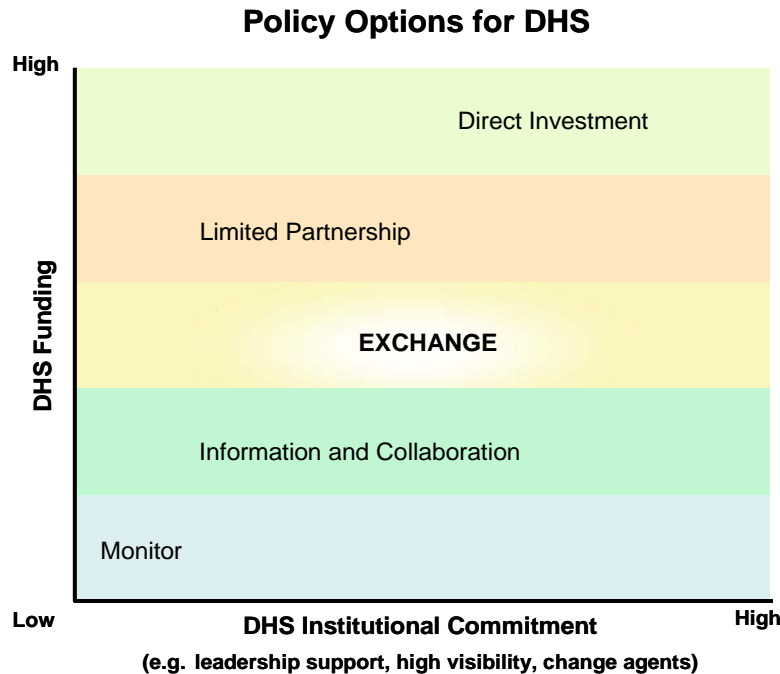 Policy Options for DHS
High
Direct Investment
Limited Partnership
DHS Funding
EXCHANGE
Information and Collaboration
Monitor
Low
DHS Institutional Commitment
High
(e.g. leadership support, high visibility, change agents)